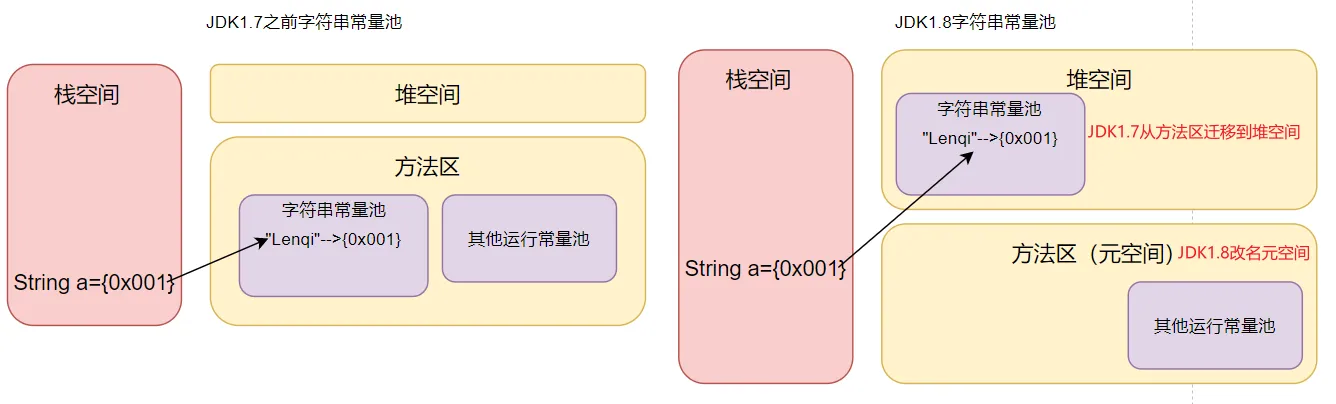 JDK1.7之前字符串常量池
栈空间
堆空间
方法区
字符串常量池
"Lenqi"-->{0x001}
其他运行常量池
String a={0x001}
JDK1.8字符串常量池
栈空间
堆空间
字符串常量池
"Lenqi"-->{0x001}
JDK1.7从方法区迁移到堆空间
String a={0x001}
方法区（元空间)
JDK1.8改名元空间
其他运行常量池